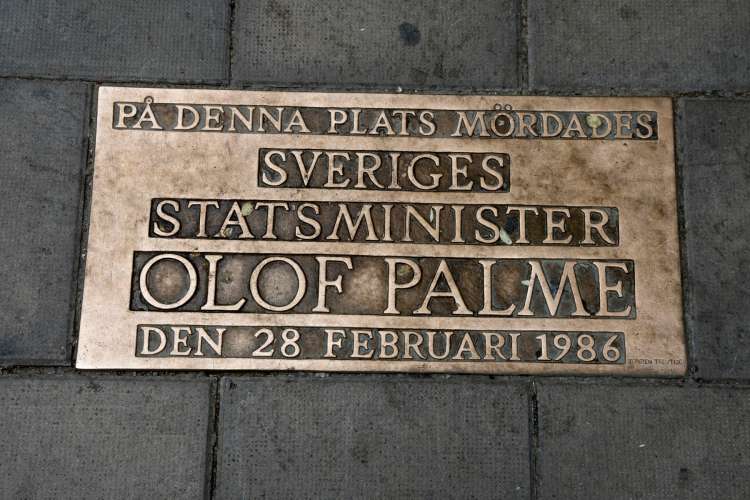 PÅ DENNA PLATS MÖRDADES
SVERIGES
STATSMINISTER
OLOF PALME
DEN 28 FEBRUARI 1986